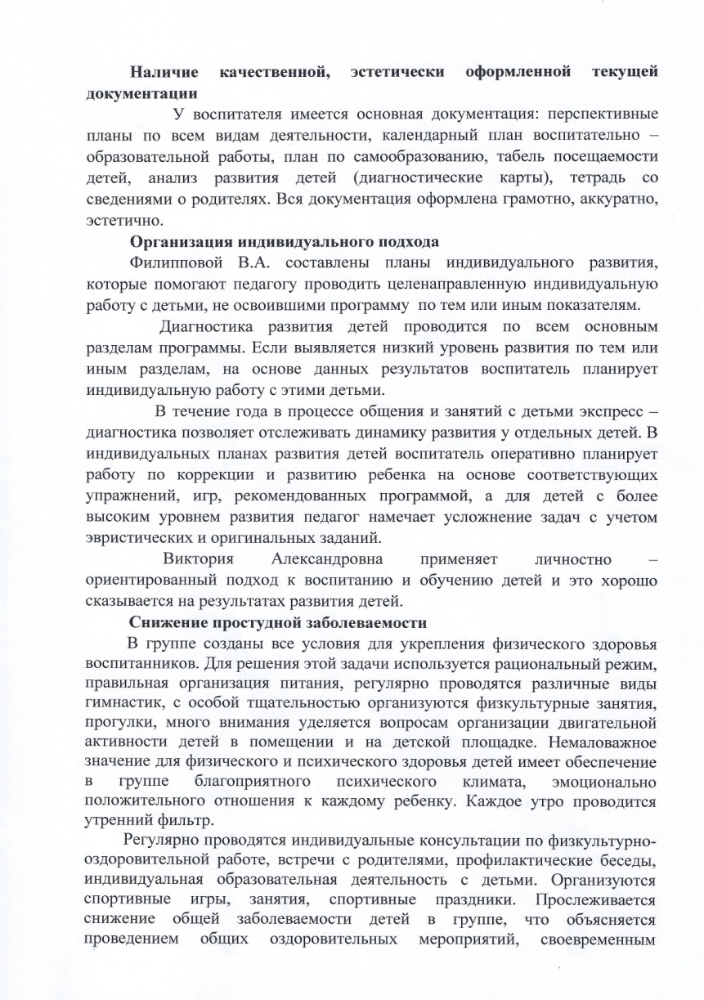 Наличие качественной, эстетически оформленной текущей
документации
У воспитателя имеется основная документация: перспективные
планы по всем видам деятельности, календарный план воспитательно –
образовательной работы, план по самообразованию, табель посещаемости
детей, анализ развития детей (диагностические карты), тетрадь со
сведениями о родителях. Вся документация оформлена грамотно, аккуратно,
эстетично.
Организация индивидуального подхода
Филипповой В.А. составлены планы индивидуального развития,
которые помогают педагогу проводить целенаправленную индивидуальную
работу с детьми, не освоившими программу по тем или иным показателям.
Диагностика развития детей проводится по всем основным
разделам программы. Если выявляется низкий уровень развития по тем или
иным разделам, на основе данных результатов воспитатель планирует
индивидуальную работу с этими детьми.
В течение года в процессе общения и занятий с детьми экспресс –
диагностика позволяет отслеживать динамику развития у отдельных детей. В
индивидуальных планах развития детей воспитатель оперативно планирует
работу по коррекции и развитию ребенка на основе соответствующих
упражнений, игр, рекомендованных программой, а для детей с более
высоким уровнем развития педагог намечает усложнение задач с учетом
эвристических и оригинальных заданий.
Виктория Александровна применяет личностно –
ориентированный подход к воспитанию и обучению детей и это хорошо
сказывается на результатах развития детей.
Снижение простудной заболеваемости
В группе созданы все условия для укрепления физического здоровья
воспитанников. Для решения этой задачи используется рациональный режим,
правильная организация питания, регулярно проводятся различные виды
гимнастик, с особой тщательностью организуются физкультурные занятия,
прогулки, много внимания уделяется вопросам организации двигательной
активности детей в помещении и на детской площадке. Немаловажное
значение для физического и психического здоровья детей имеет обеспечение
в группе благоприятного психического климата, эмоционально
положительного отношения к каждому ребенку. Каждое утро проводится
утренний фильтр.
Регулярно проводятся индивидуальные консультации по физкультурно-
оздоровительной работе, встречи с родителями, профилактические беседы,
индивидуальная образовательная деятельность с детьми. Организуются
спортивные игры, занятия, спортивные праздники. Прослеживается
снижение общей заболеваемости детей в группе, что объясняется
проведением общих оздоровительных мероприятий, своевременным